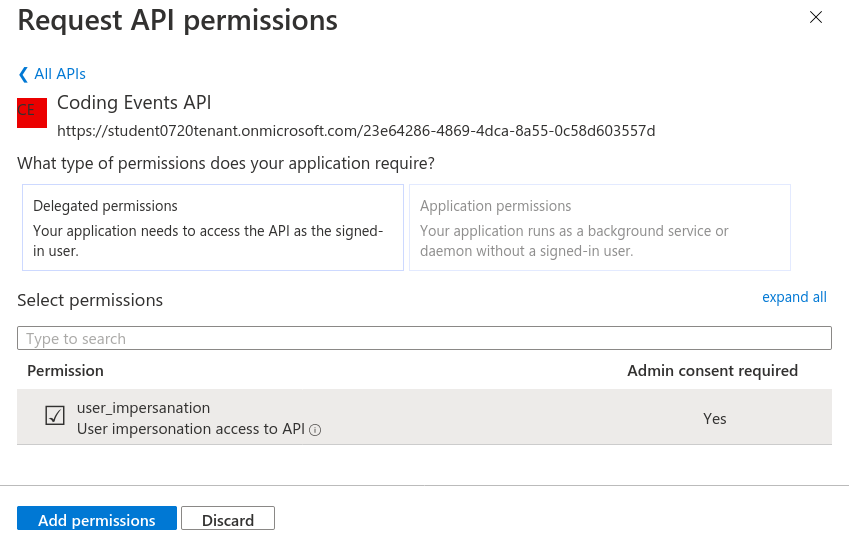 Request API permissions
❮ All APIs
CE
Coding Events API
https://student0720tenant.onmicrosoft.com/23e64286-4869-4dca-8a55-0c58d603557d
What type of permissions does your application require?
Delegated permissions
Your application needs to access the API as the signed-
in user.
Application permissions
Your application runs as a background service or
daemon without a signed-in user.
Select permissions
expand all
Type to search
Permission
Admin consent required
user_impersanation
User impersonation access to API
Yes
Add permissions
Discard